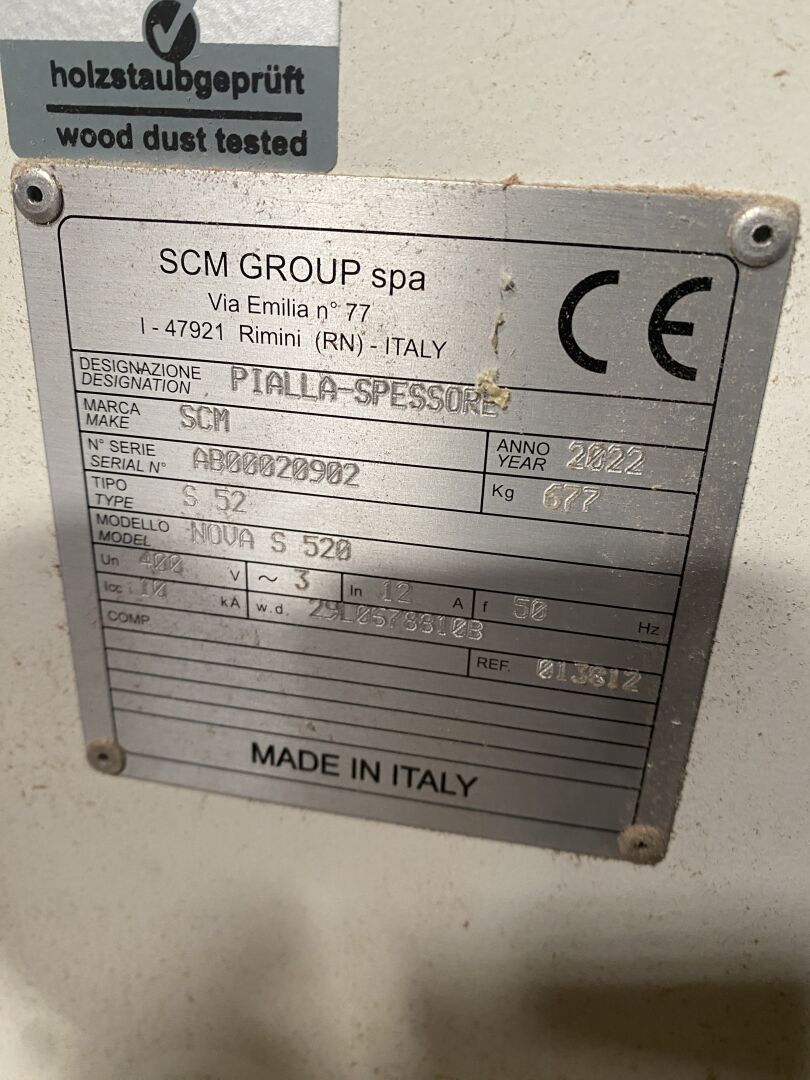 holzstaubgeprüft
wood dust tested
SCM GROUP spa
Via Emilia n° 77
I - 47921 Rimini (RN) - ITALY
CE
DESIGNAZIONE
DESIGNATION
PIALLA-SPESSORE
MARCA
MAKE
SCM
ANNO
YEAR
2022
N° SERIE
SERIAL N°
AB00020902
Kg 677
TIPO
TYPE
S 52
MODELLO
MODEL
NOVA S 520
Un 400 V ~ 3 In 12 A f 50 Hz
Icc : 10 kA w.d. 29L0678810B
COMP.
REF. 013812
MADE IN ITALY